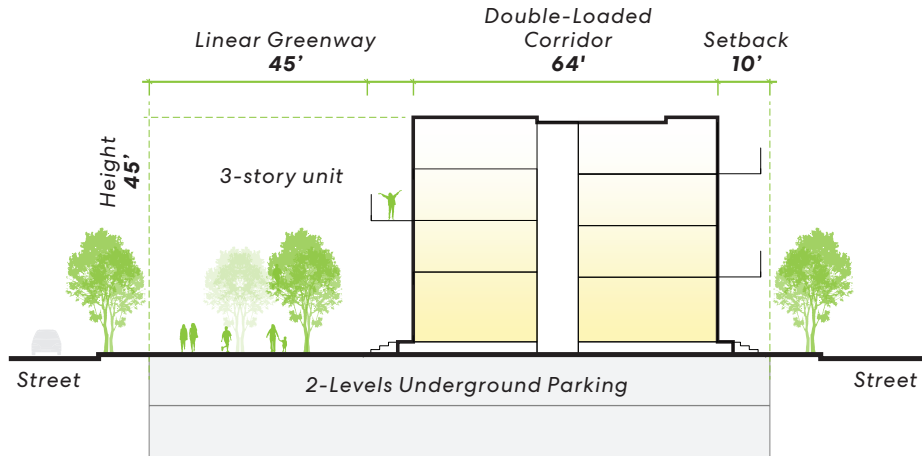 Linear Greenway
45’
Double-Loaded
Corridor
64'
Setback
10’
Height
45’
3-story unit
Street
2-Levels Underground Parking
Street